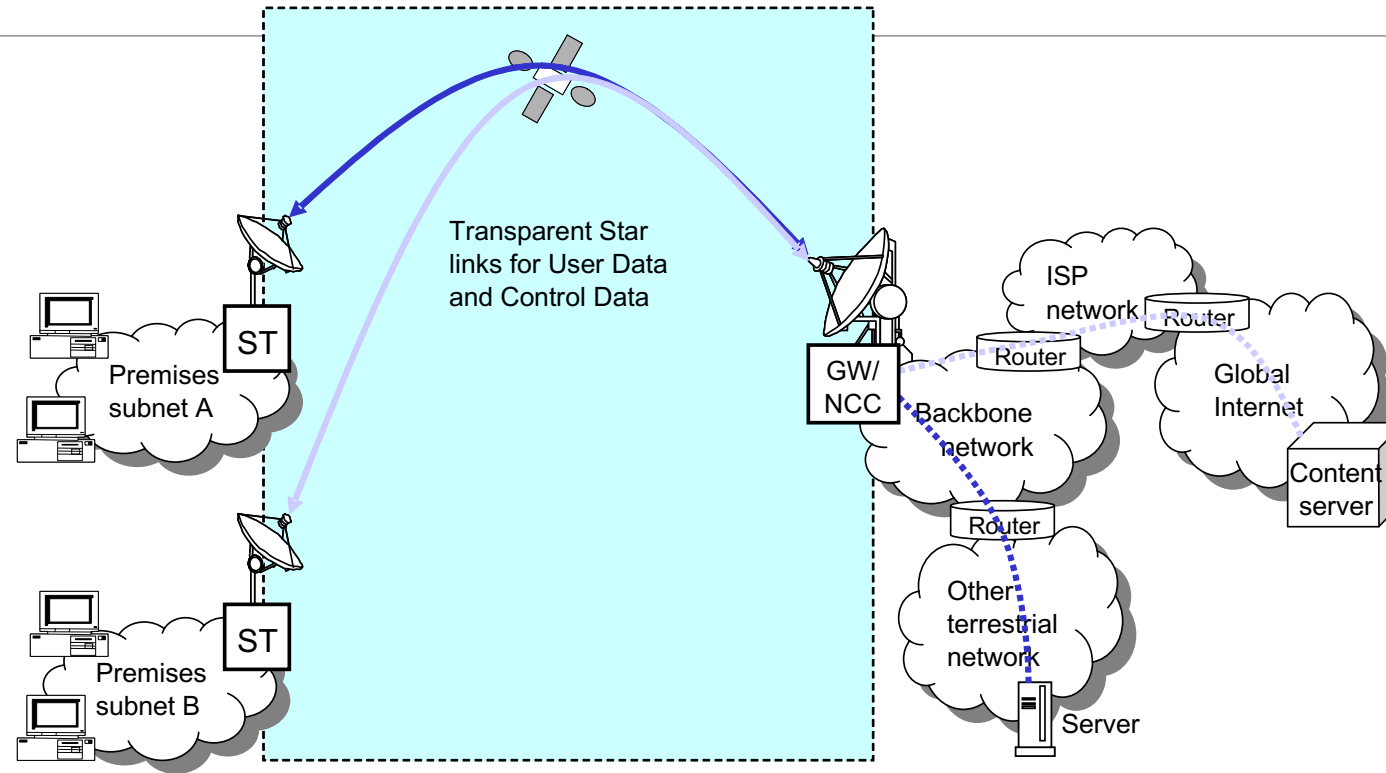 Transparent Star
links for User Data
and Control Data
ST
Premises
subnet A
ST
Premises
subnet B
GW/
NCC
Backbone
network
Router
ISP
network
Router
Global
Internet
Content
server
Router
Other
terrestrial
network
Server